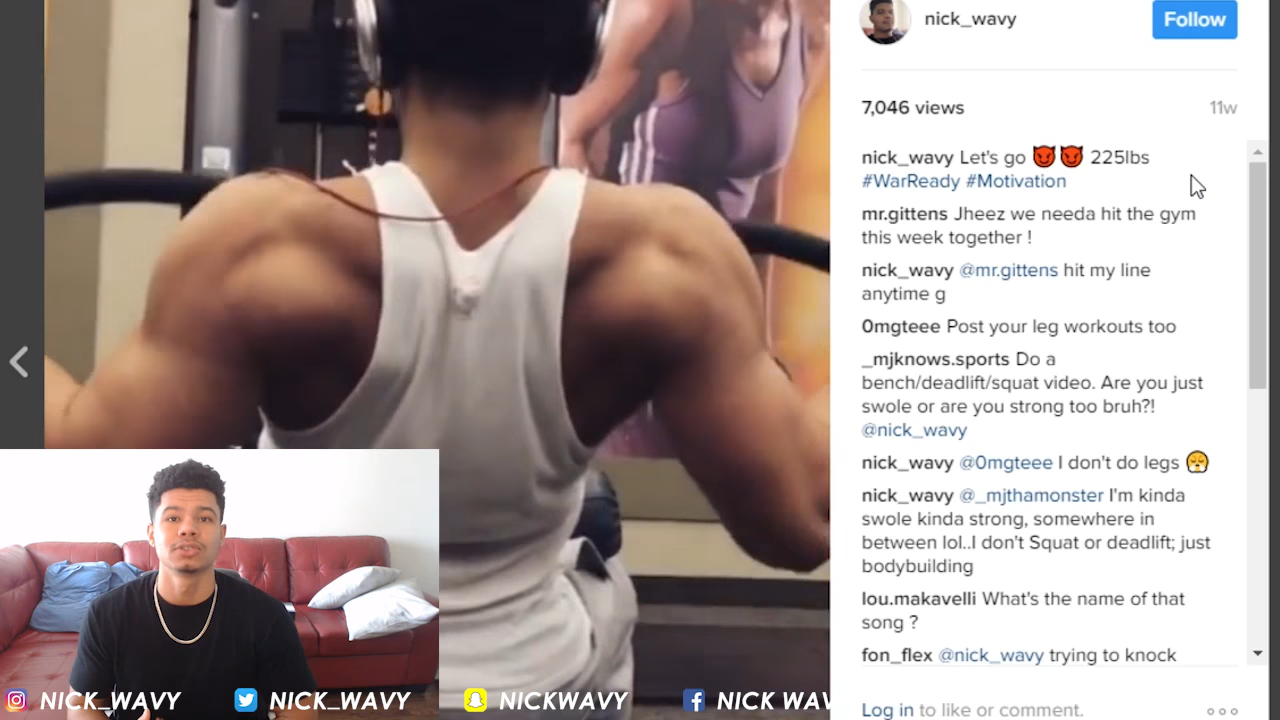 nick_wavy
Follow
7,046 views
11w
nick_wavy Let's go 😈😈 225lbs
#WarReady #Motivation
mr.gittens Jheez we needa hit the gym
this week together !
nick_wavy @mr.gittens hit my line
anytime g
0mgteee Post your leg workouts too
_mjknows.sports Do a
bench/deadlift/squat video. Are you just
swole or are you strong too bruh?!
@nick_wavy
nick_wavy @0mgteee I don't do legs 😤
nick_wavy @_mjthamonster I'm kinda
swole kinda strong, somewhere in
between lol..I don't Squat or deadlift; just
bodybuilding
lou.makavelli What's the name of that
song ?
fon_flex @nick_wavy trying to knock
Log in to like or comment.
NICK_WAVY
NICK_WAVY
NICKWAVY
NICK WAV